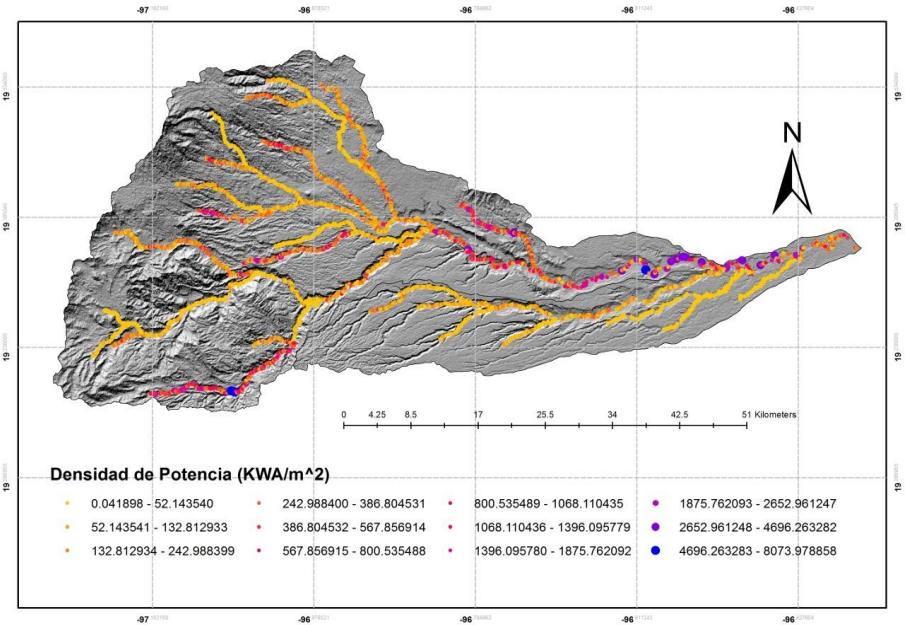 -97 -96 -96 -96 -96
N
19 19
19 19
19 19
19 19
0 4.25 8.5 17 25.5 34 42.5 51 Kilometers
Densidad de Potencia (KWA/m^2)
0.041898 - 52.143540 242.988400 - 386.804531 800.535489 - 1068.110435 1875.762093 - 2652.961247
52.143541 - 132.812933 386.804532 - 567.856914 1068.110436 - 1396.095779 2652.961248 - 4696.263282
132.812934 - 242.988399 567.856915 - 800.535488 1396.095780 - 1875.762092 4696.263283 - 8073.978858
-97 -96 -96 -96 -96